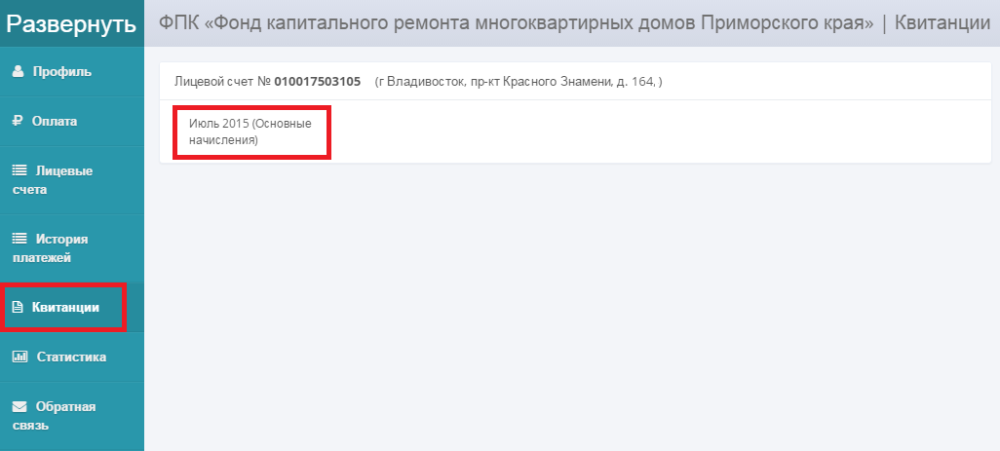 Развернуть
ФПК «Фонд капитального ремонта многоквартирных домов Приморского края» | Квитанции
Профиль
Оплата
Лицевые
счета
История
платежей
Квитанции
Статистика
Обратная
связь
Лицевой счет № 010017503105 (г Владивосток, пр-кт Красного Знамени, д. 164, )
Июль 2015 (Основные
начисления)